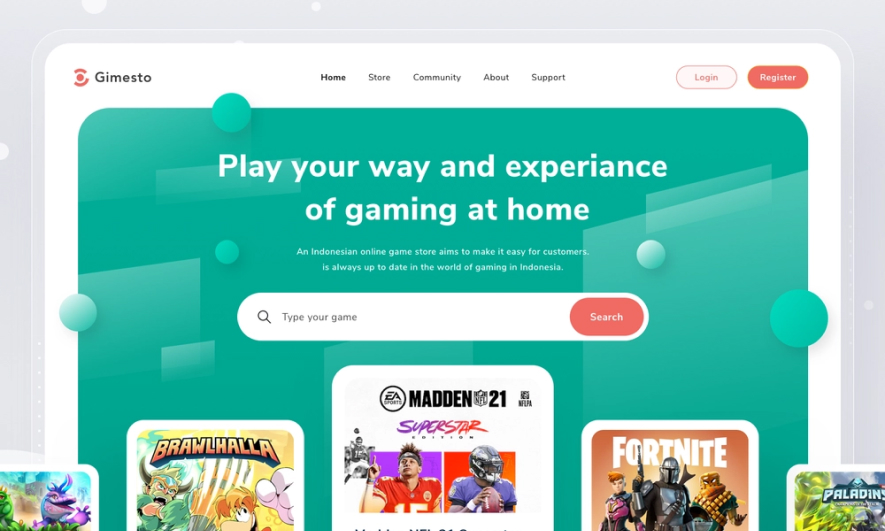 Gimesto
Home
Store
Community
About
Support
Login
Register
Play your way and experiance
of gaming at home
An Indonesian online game store aims to make it easy for customers.
is always up to date in the world of gaming in Indonesia.
Type your game
Search
EA
SPORTS
MADDEN NFL 21
NFLPA
SUPERSTAR
EDITION
BRAWLHALLA
FORTNITE
PALADINS